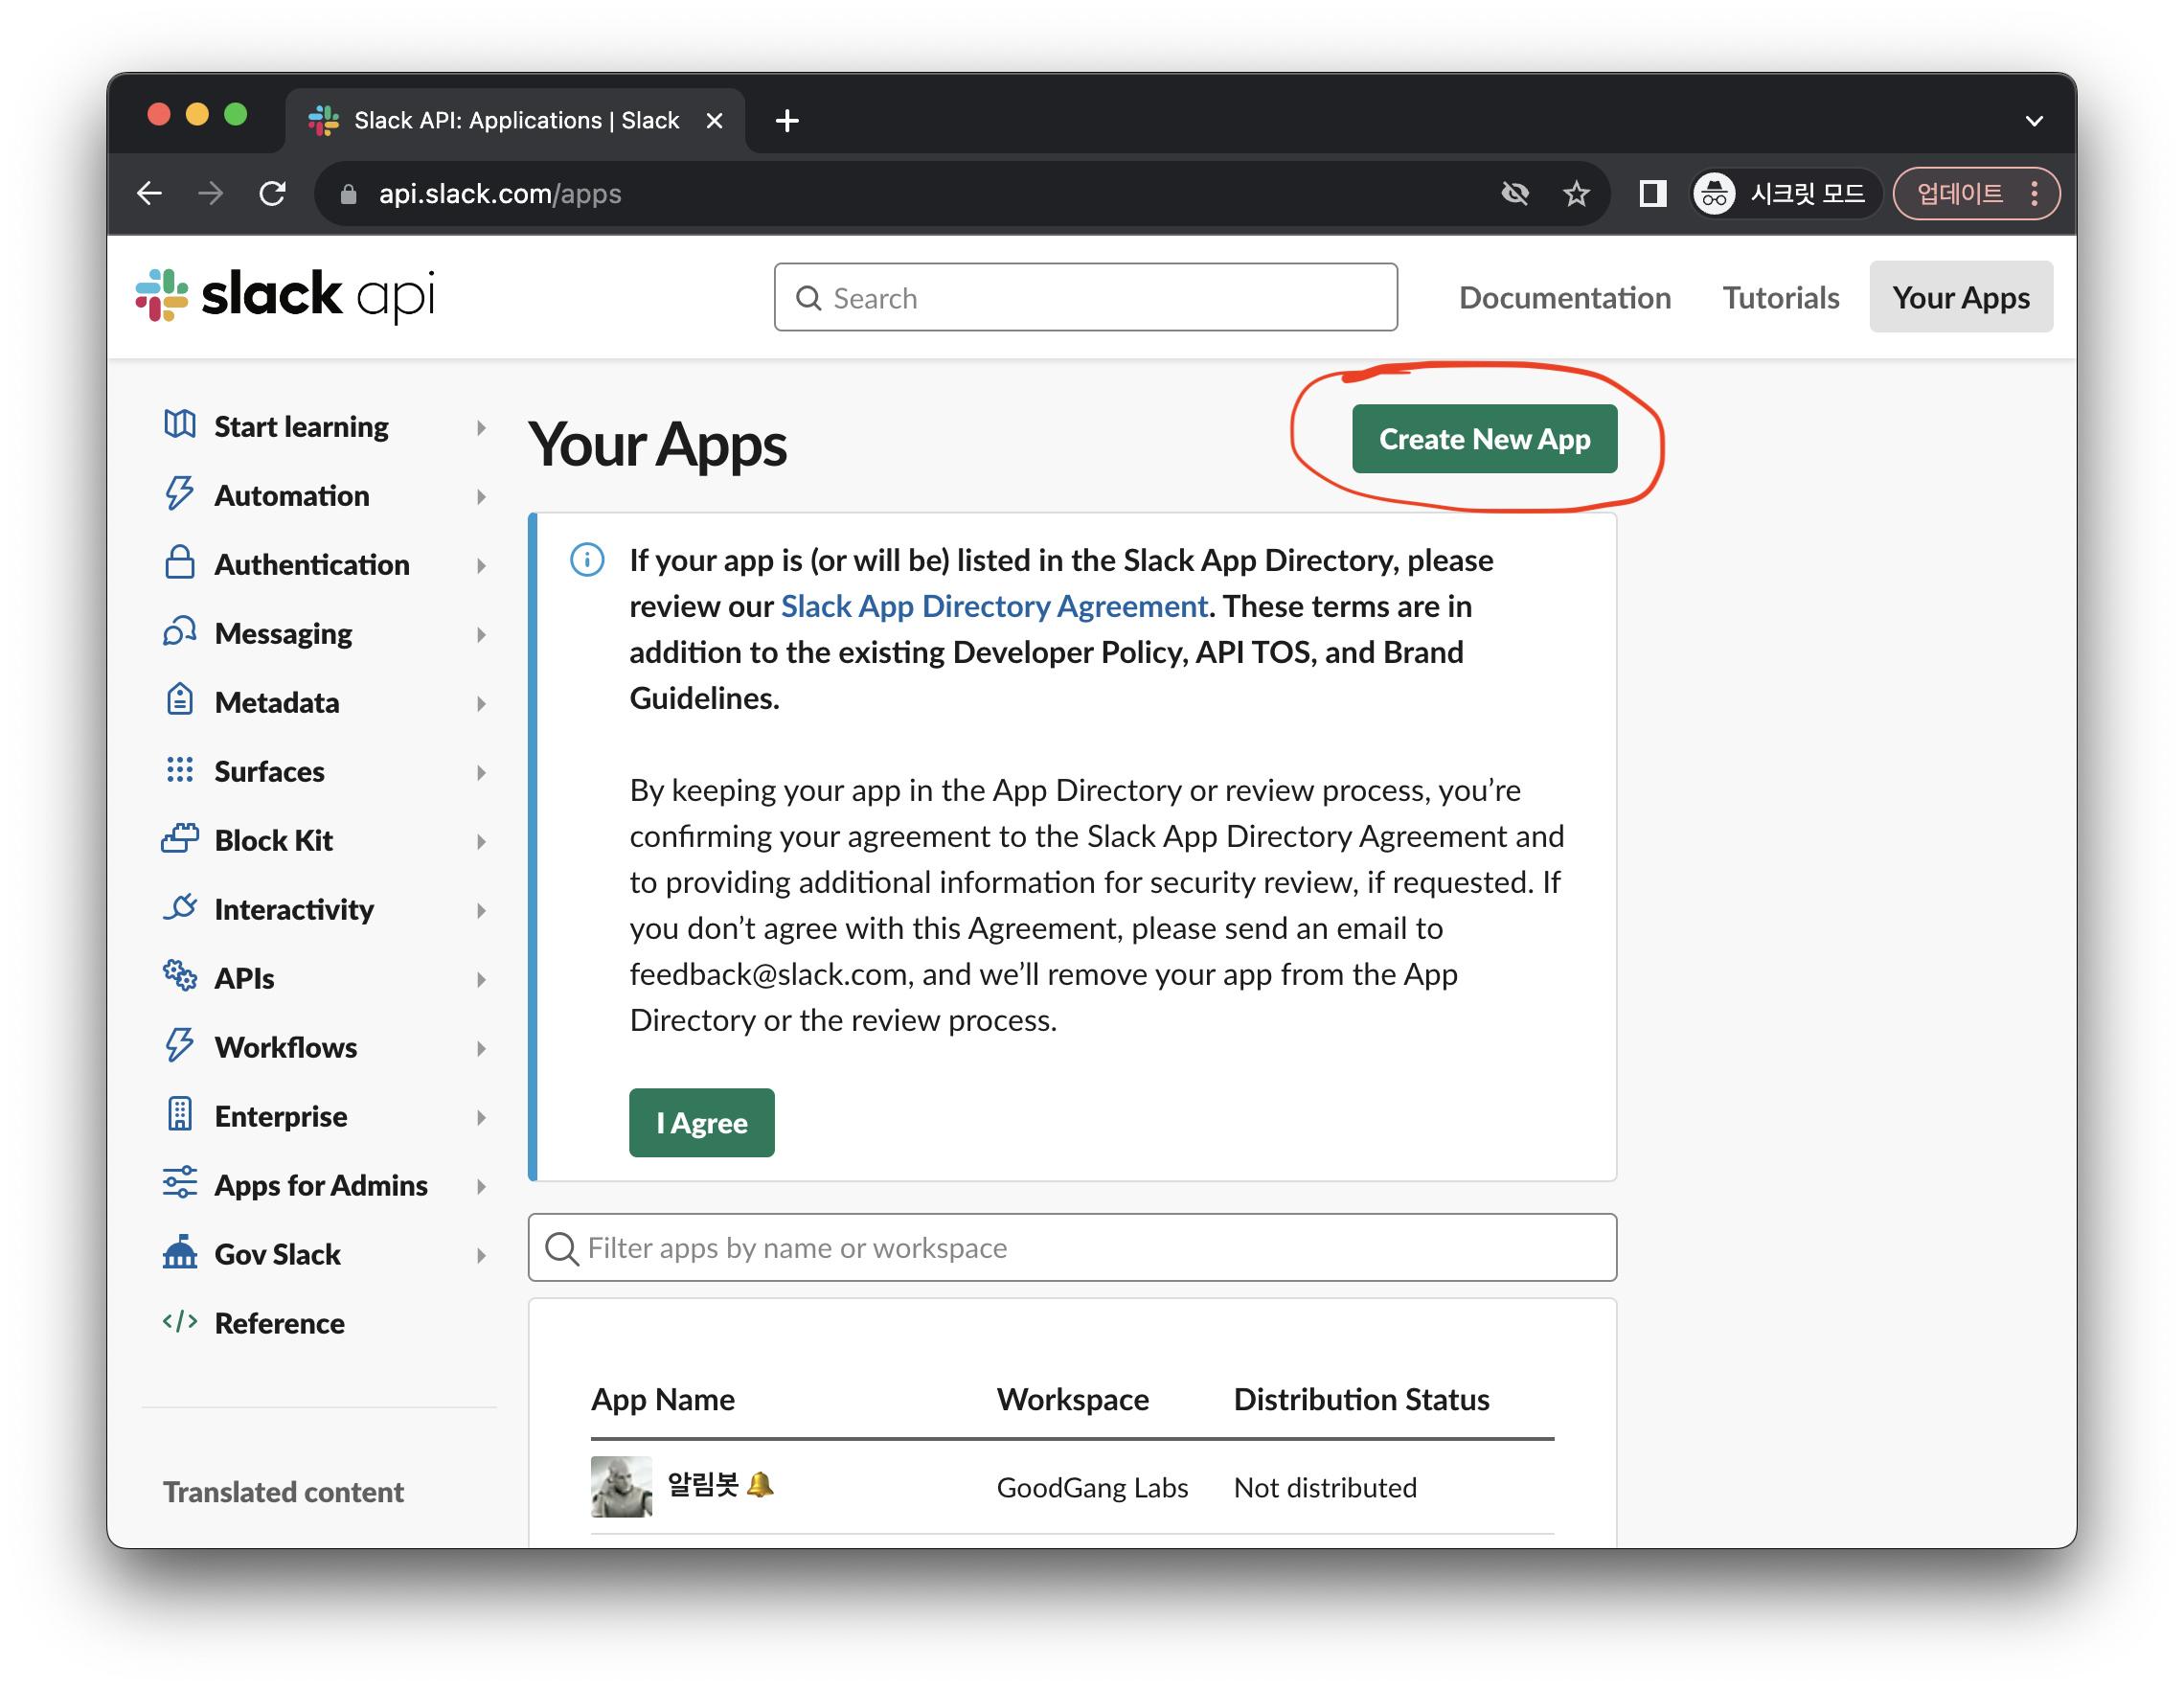 Slack API: Applications | Slack
api.slack.com/apps
시크릿 모드
업데이트
slack api
Search
Documentation
Tutorials
Your Apps
Start learning
Automation
Authentication
Messaging
Metadata
Surfaces
Block Kit
Interactivity
APIs
Workflows
Enterprise
Apps for Admins
Gov Slack
Reference
Translated content
Your Apps
Create New App
If your app is (or will be) listed in the Slack App Directory, please
review our Slack App Directory Agreement. These terms are in
addition to the existing Developer Policy, API TOS, and Brand
Guidelines.
By keeping your app in the App Directory or review process, you’re
confirming your agreement to the Slack App Directory Agreement and
to providing additional information for security review, if requested. If
you don’t agree with this Agreement, please send an email to
feedback@slack.com, and we’ll remove your app from the App
Directory or the review process.
I Agree
Filter apps by name or workspace
App Name Workspace Distribution Status
알림봇 🔔 GoodGang Labs Not distributed